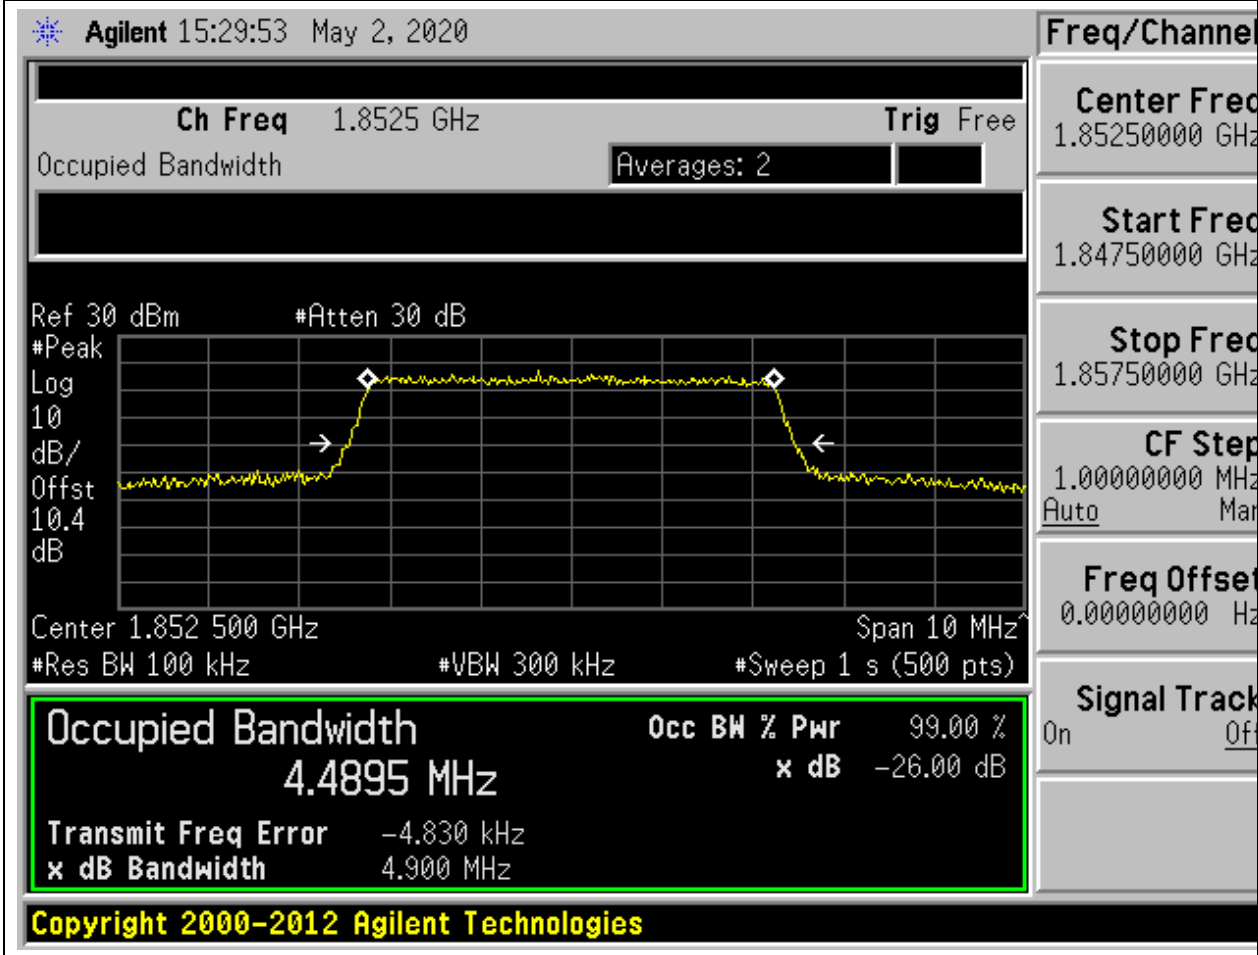 Agilent 15:29:53 May 2, 2020
Freq/Channel
Ch Freq 1.8525 GHz
Trig Free
Occupied Bandwidth
Averages: 2
Center Freq
1.85250000 GHz
Start Freq
1.84750000 GHz
Stop Freq
1.85750000 GHz
CF Step
1.00000000 MHz
Auto Man
Freq Offset
0.00000000 Hz
Signal Track
On Off
Ref 30 dBm #Atten 30 dB
#Peak
Log
10
dB/
Offst
10.4
dB
Center 1.852 500 GHz Span 10 MHz^
#Res BW 100 kHz #VBW 300 kHz #Sweep 1 s (500 pts)
Occupied Bandwidth
4.4895 MHz
Occ BW % Pwr 99.00 %
x dB -26.00 dB
Transmit Freq Error -4.830 kHz
x dB Bandwidth 4.900 MHz
Copyright 2000-2012 Agilent Technologies